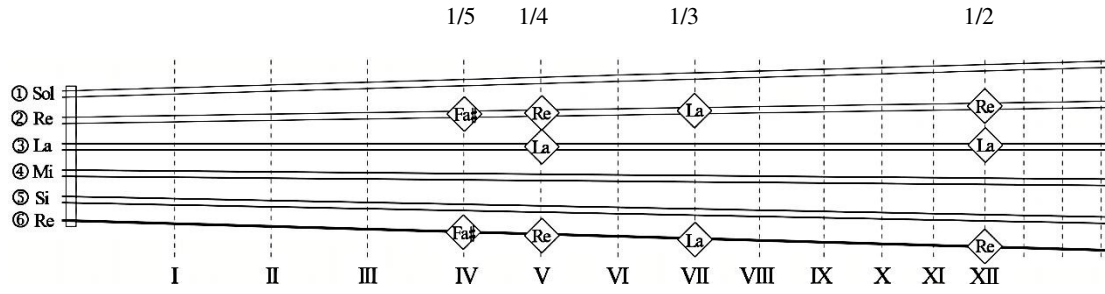 1/5 1/4 1/3 1/2
① Sol
② Re Fa♯ Re La Re
③ La La La
④ Mi
⑤ Si
⑥ Re Fa♯ Re La Re
I II III IV V VI VII VIII IX X XI XII